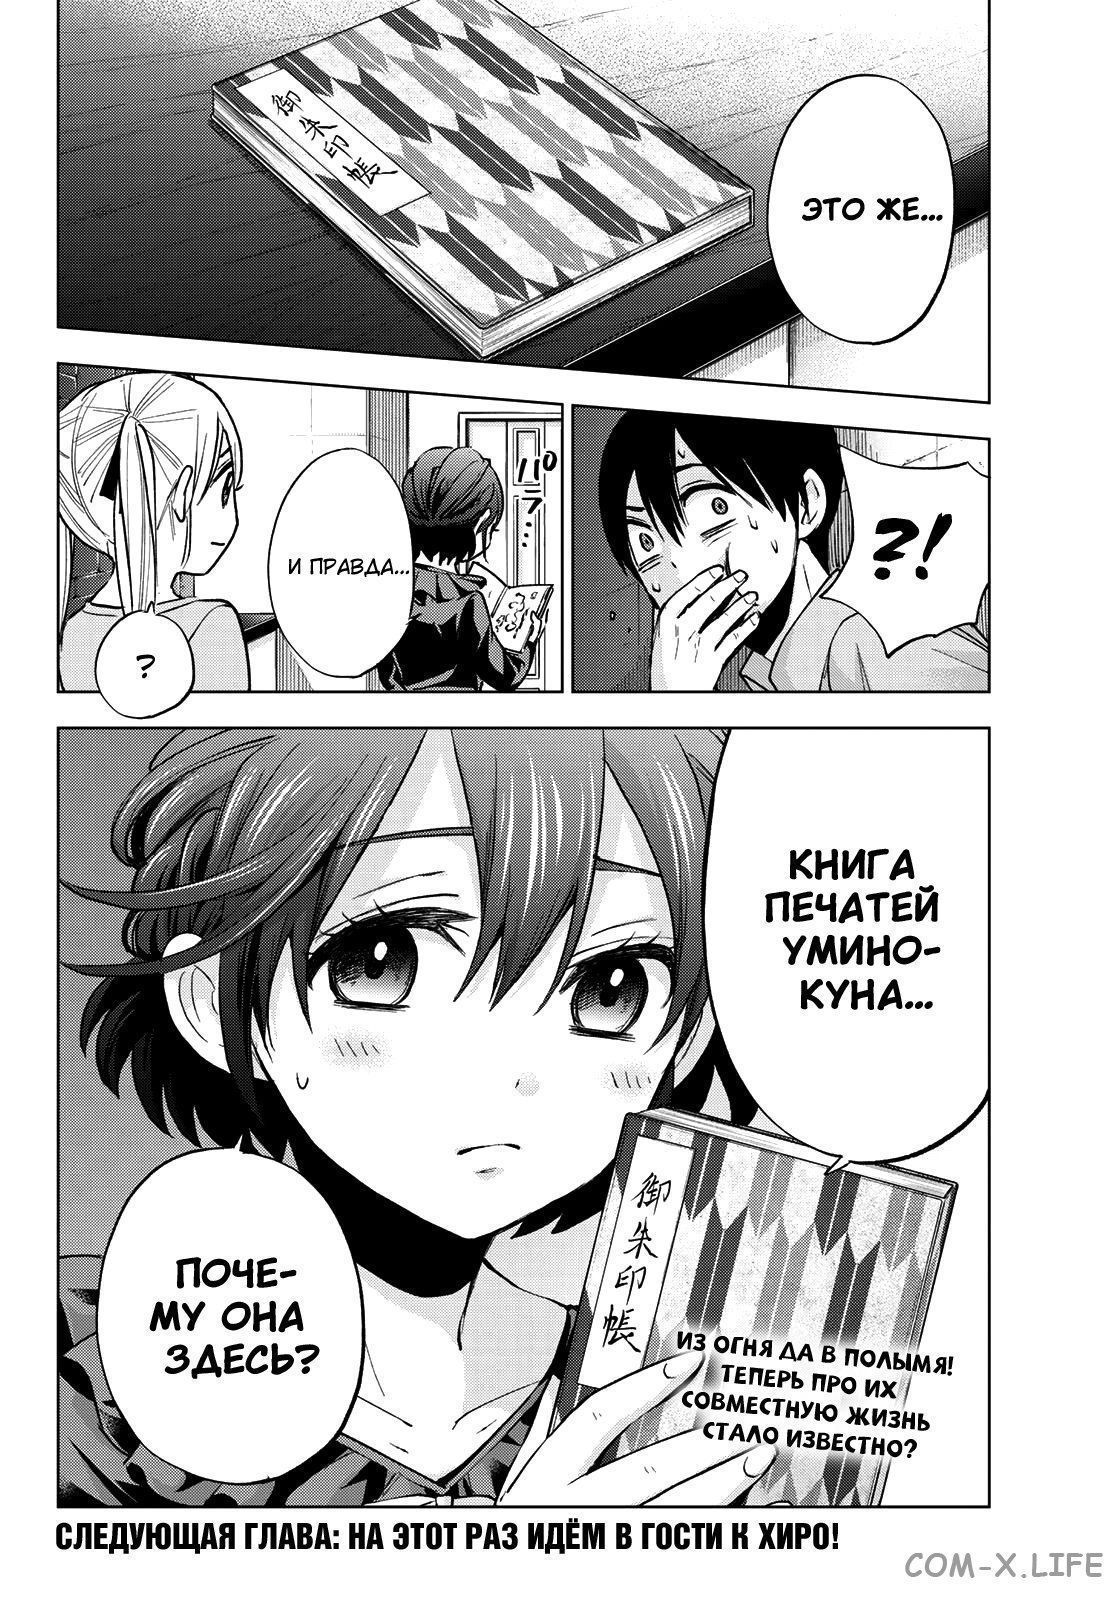 御朱印帳
ЭТО ЖЕ...
?!
パラ...
И ПРАВДА...
?
КНИГА
ПЕЧАТЕЙ
УМИНО-
КУНА...
御朱印帳
ПОЧЕ-
МУ ОНА
ЗДЕСЬ?
ИЗ ОГНЯ ДА В ПОЛЫМЯ!
ТЕПЕРЬ ПРО ИХ
СОВМЕСТНУЮ ЖИЗНЬ
СТАЛО ИЗВЕСТНО?
СЛЕДУЮЩАЯ ГЛАВА: НА ЭТОТ РАЗ ИДЁМ В ГОСТИ К ХИРО!
COM-X.LIFE